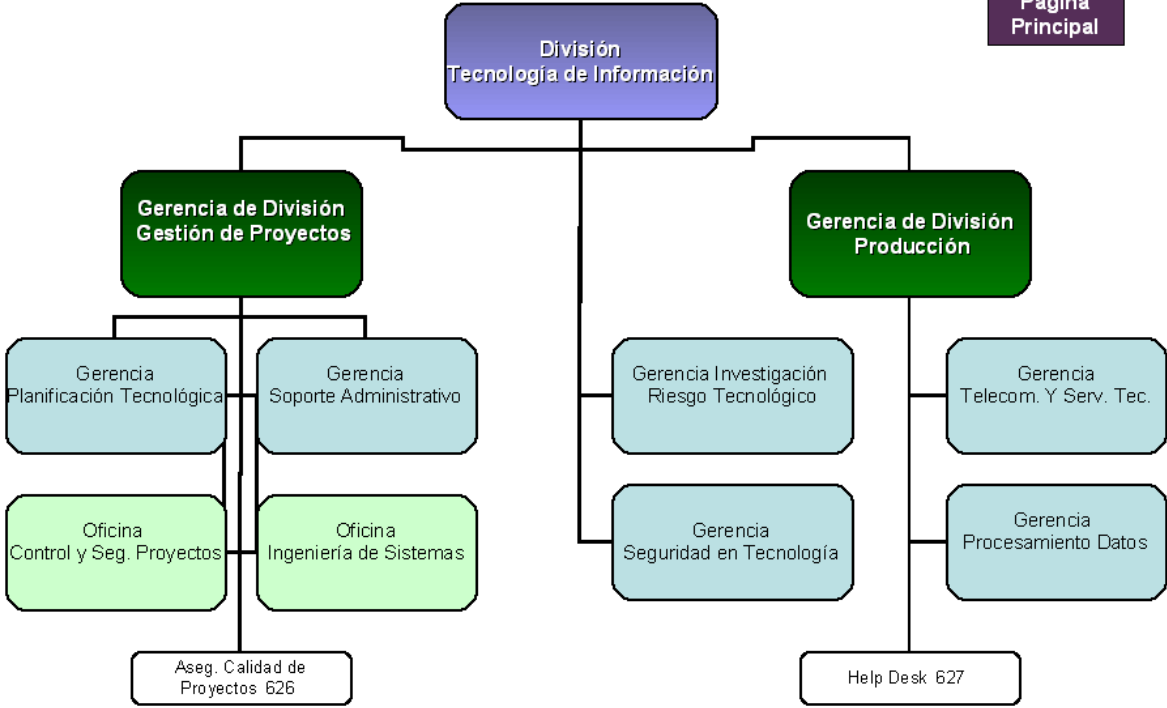 Página
Principal
División
Tecnología de Información
Gerencia de División
Gestión de Proyectos
Gerencia de División
Producción
Gerencia
Planificación Tecnológica
Gerencia
Soporte Administrativo
Gerencia Investigación
Riesgo Tecnológico
Gerencia
Telecom. Y Serv. Tec.
Oficina
Control y Seg. Proyectos
Oficina
Ingeniería de Sistemas
Gerencia
Seguridad en Tecnología
Gerencia
Procesamiento Datos
Aseg. Calidad de
Proyectos 626
Help Desk 627